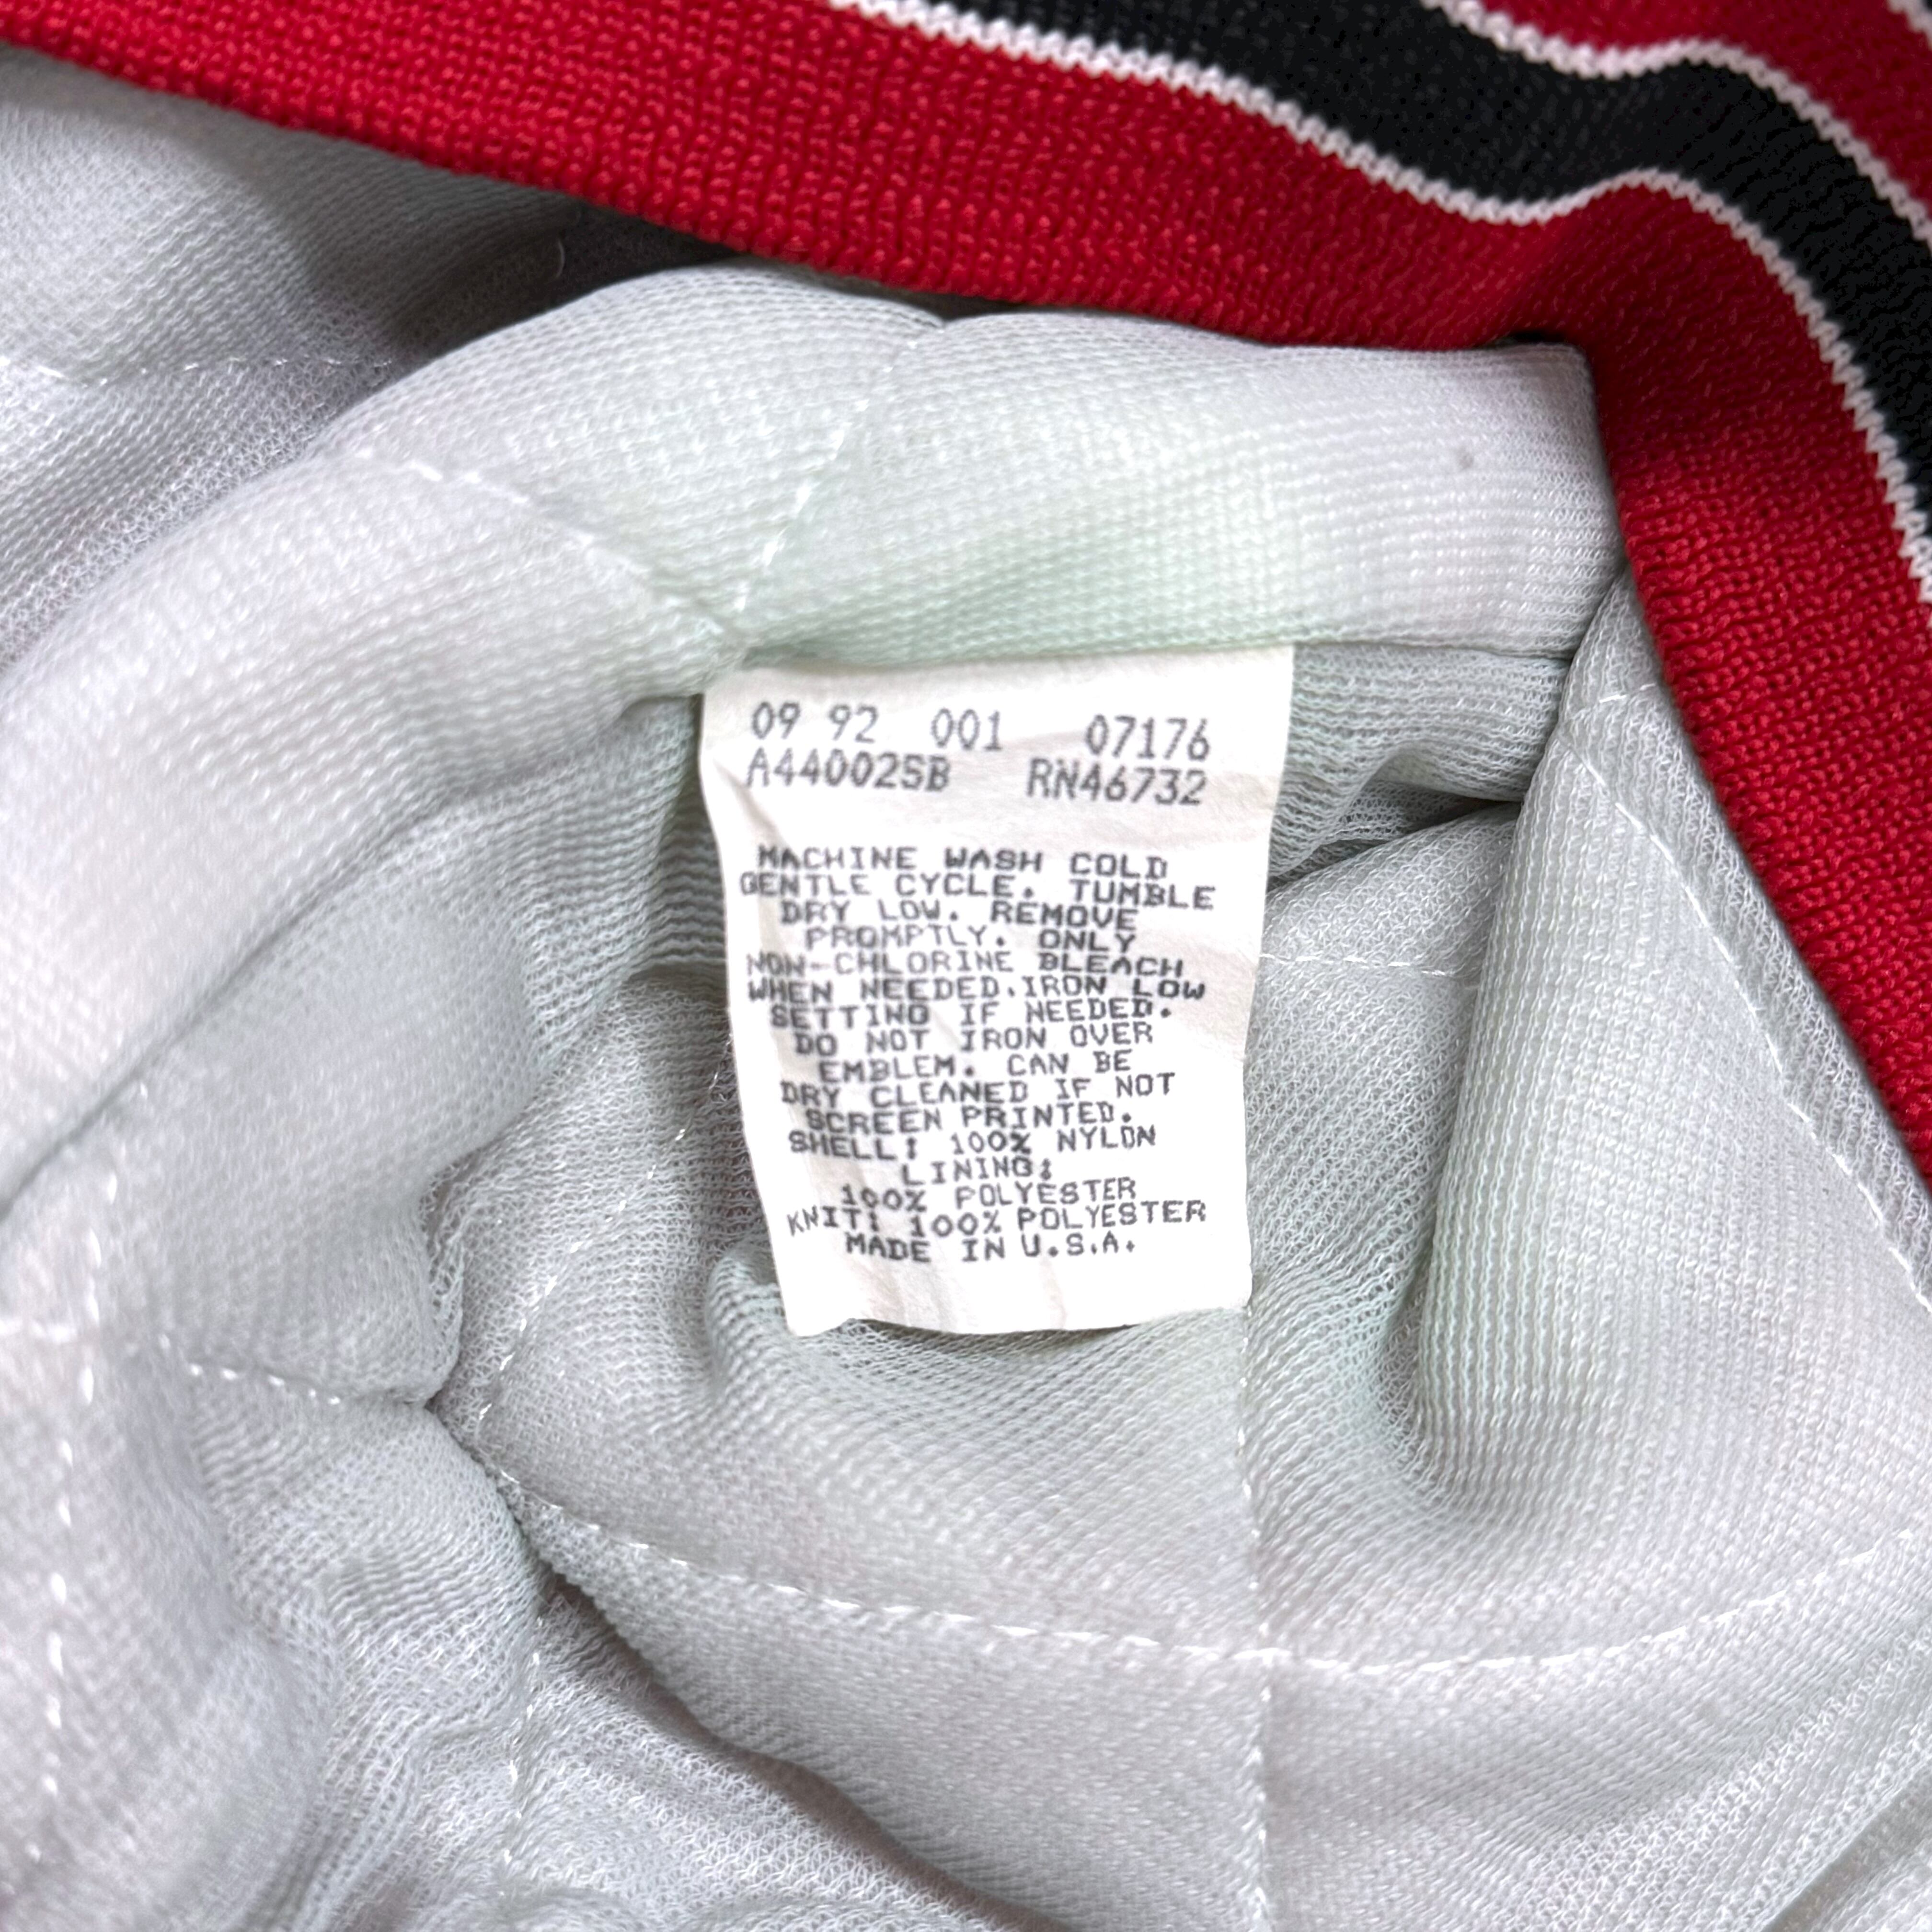 09 92 001 07176
A44002SB RN46732
MACHINE WASH COLD
GENTLE CYCLE. TUMBLE
DRY LOW. REMOVE
PROMPTLY. ONLY
NON-CHLORINE BLEACH
WHEN NEEDED.IRON LOW
SETTING IF NEEDED.
DO NOT IRON OVER
EMBLEM. CAN BE
DRY CLEANED IF NOT
SCREEN PRINTED.
SHELL: 100% NYLON
LINING:
100% POLYESTER
KNIT: 100% POLYESTER
MADE IN U.S.A.